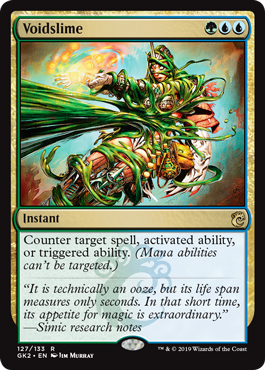 Voidslime
Instant
Counter target spell, activated ability,
or triggered ability. (Mana abilities
can't be targeted.)
“It is technically an ooze, but its life span
measures only seconds. In that short time,
its appetite for magic is extraordinary.”
—Simic research notes
127/133 R
GK2 • EN JIM MURRAY
™ & © 2019 Wizards of the Coast